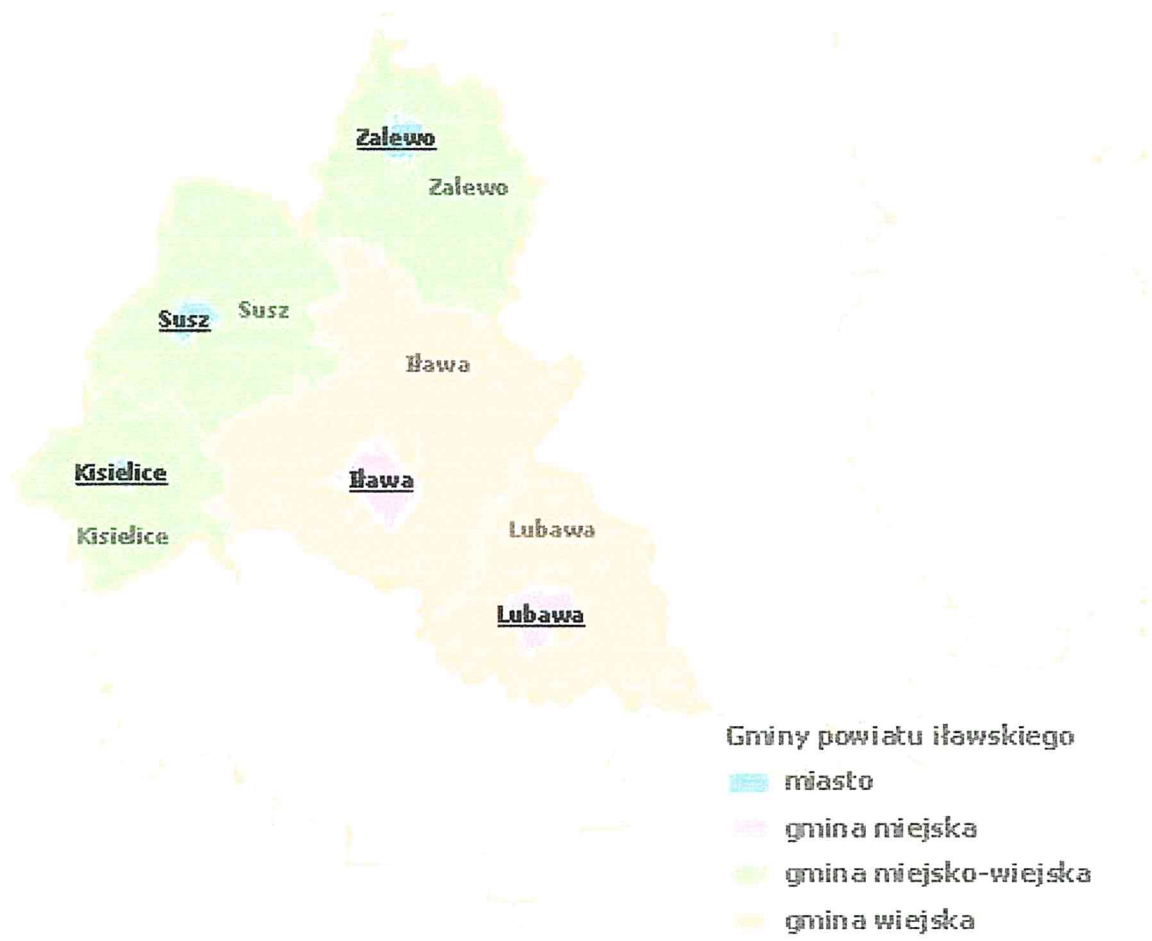 Zalewo
Zalewo
Susz
Susz
Iława
Kisielice
Iława
Kisielice
Lubawa
Lubawa
Gminy powiatu iławskiego
miasto
gmina miejska
gmina miejsko-wiejska
gmina wiejska